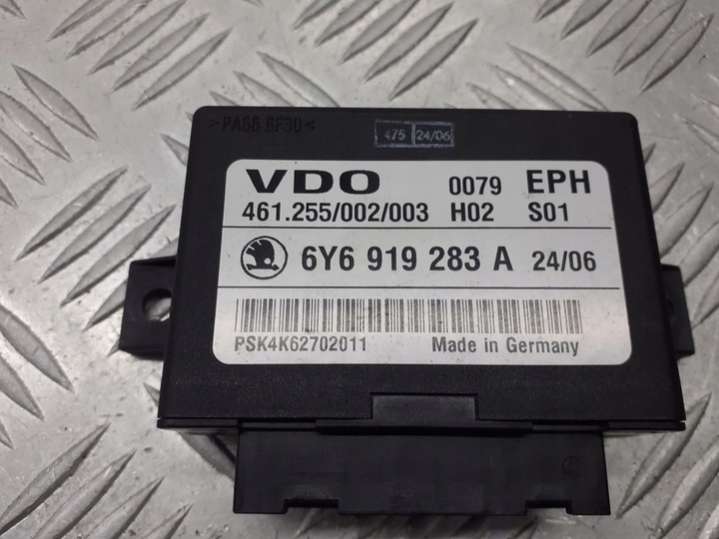 >PA66 GF30<
475 24/06
VDO 0079 EPH
461.255/002/003 H02 S01
6Y6 919 283 A 24/06
PSK4K62702011 Made in Germany